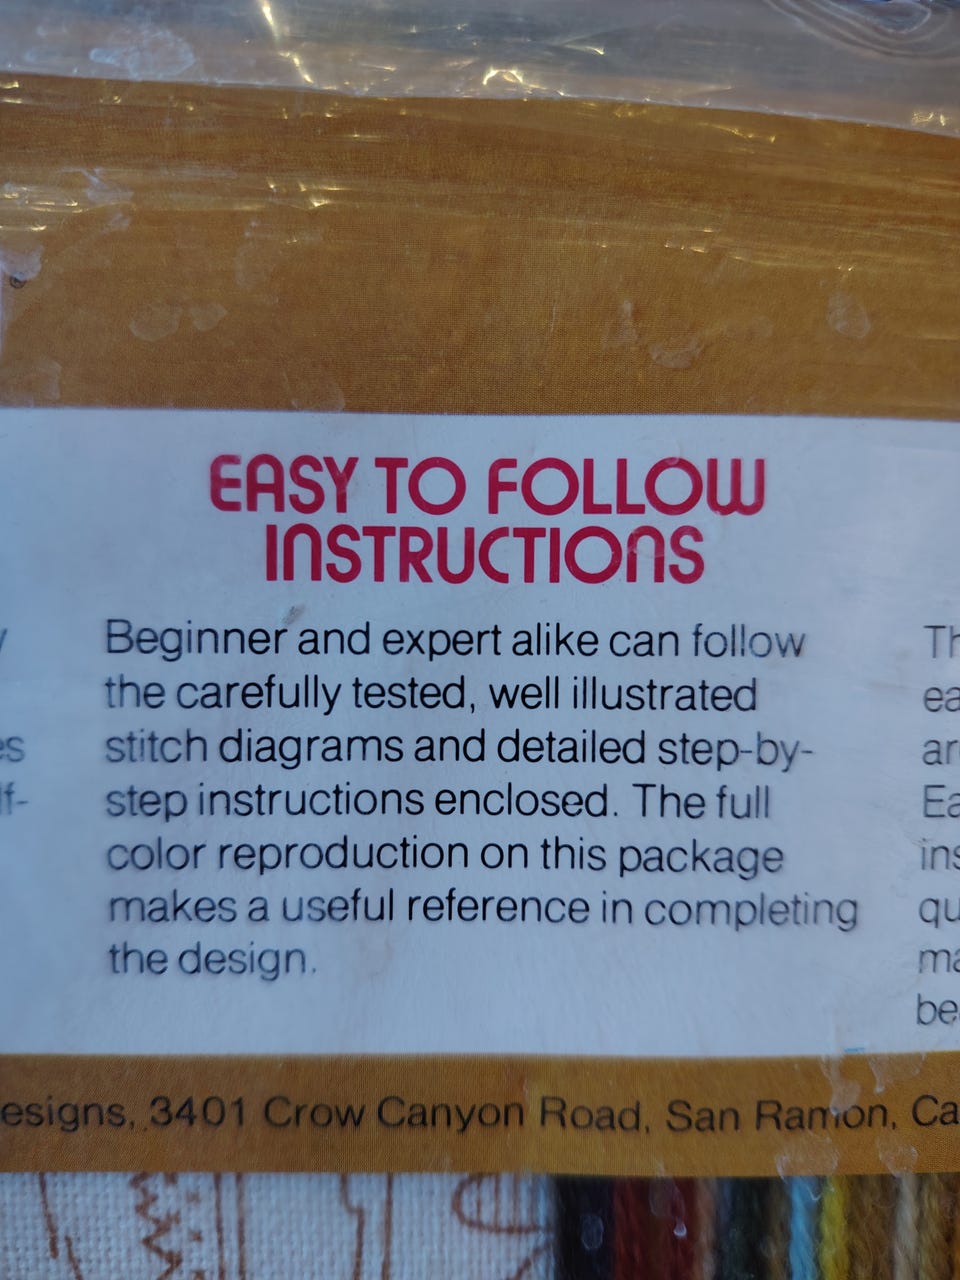 EASY TO FOLLOW
INSTRUCTIONS
Beginner and expert alike can follow
the carefully tested, well illustrated
stitch diagrams and detailed step-by-
step instructions enclosed. The full
color reproduction on this package
makes a useful reference in completing
the design.
3401 Crow Canyon Road, San Ramon,